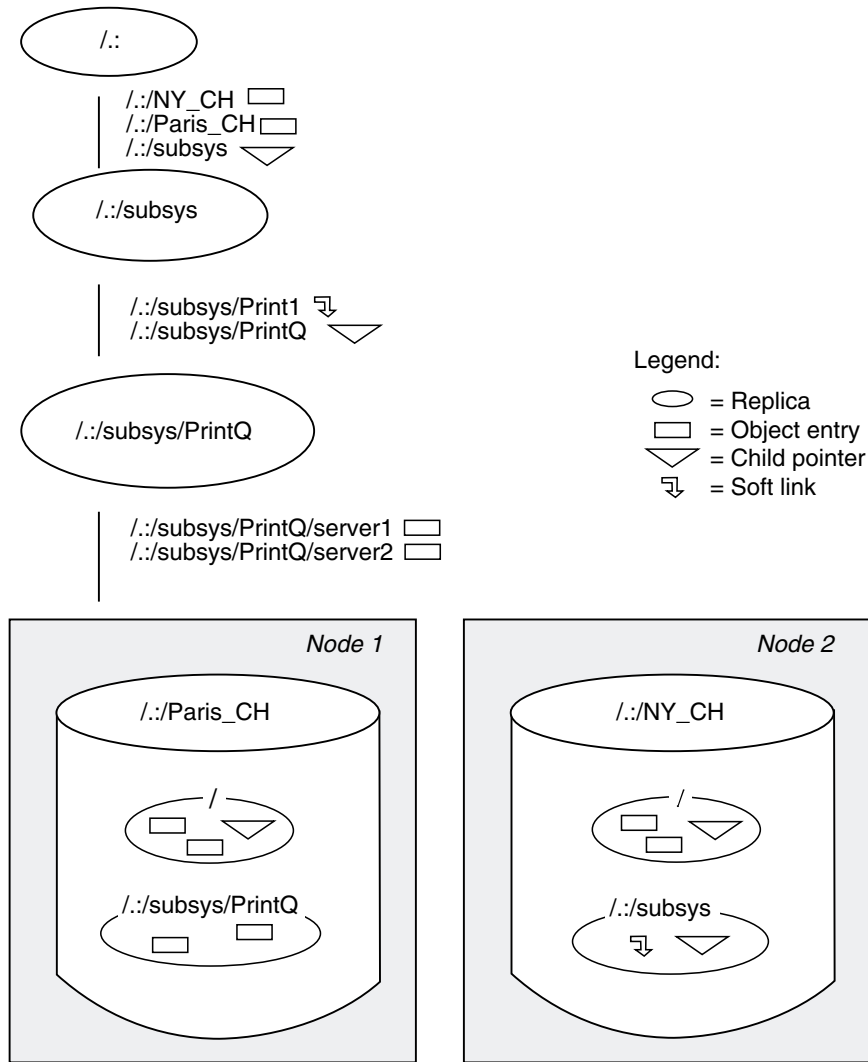 /.:
/.:/NY_CH
/.:/Paris_CH
/.:/subsys
/.:/subsys
/.:/subsys/Print1
/.:/subsys/PrintQ
Legend:
= Replica
= Object entry
= Child pointer
= Soft link
/.:/subsys/PrintQ
/.:/subsys/PrintQ/server1
/.:/subsys/PrintQ/server2
Node 1
/.:/Paris_CH
/
/.:/subsys/PrintQ
Node 2
/.:/NY_CH
/
/.:/subsys